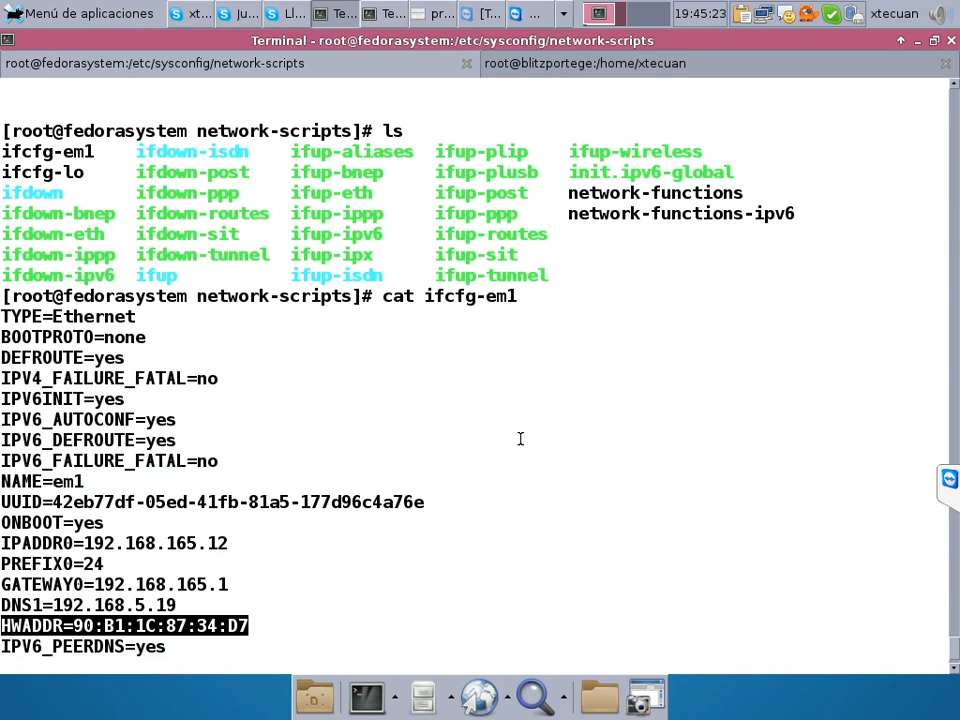 Menú de aplicaciones xt... Ju... Ll... Te... Te... pr... [T... ... 19:45:23 xtecuan
Terminal - root@fedorasystem:/etc/sysconfig/network-scripts
root@fedorasystem:/etc/sysconfig/network-scripts root@blitzportege:/home/xtecuan
[root@fedorasystem network-scripts]# ls
ifcfg-em1 ifdown-isdn ifup-aliases ifup-plip ifup-wireless
ifcfg-lo ifdown-post ifup-bnep ifup-plusb init.ipv6-global
ifdown ifdown-ppp ifup-eth ifup-post network-functions
ifdown-bnep ifdown-routes ifup-ippp ifup-ppp network-functions-ipv6
ifdown-eth ifdown-sit ifup-ipv6 ifup-routes
ifdown-ippp ifdown-tunnel ifup-ipx ifup-sit
ifdown-ipv6 ifup ifup-isdn ifup-tunnel
[root@fedorasystem network-scripts]# cat ifcfg-em1
TYPE=Ethernet
BOOTPROTO=none
DEFROUTE=yes
IPV4_FAILURE_FATAL=no
IPV6INIT=yes
IPV6_AUTOCONF=yes
IPV6_DEFROUTE=yes
IPV6_FAILURE_FATAL=no
NAME=em1
UUID=42eb77df-05ed-41fb-81a5-177d96c4a76e
ONBOOT=yes
IPADDR0=192.168.165.12
PREFIX0=24
GATEWAY0=192.168.165.1
DNS1=192.168.5.19
HWADDR=90:B1:1C:87:34:D7
IPV6_PEERDNS=yes